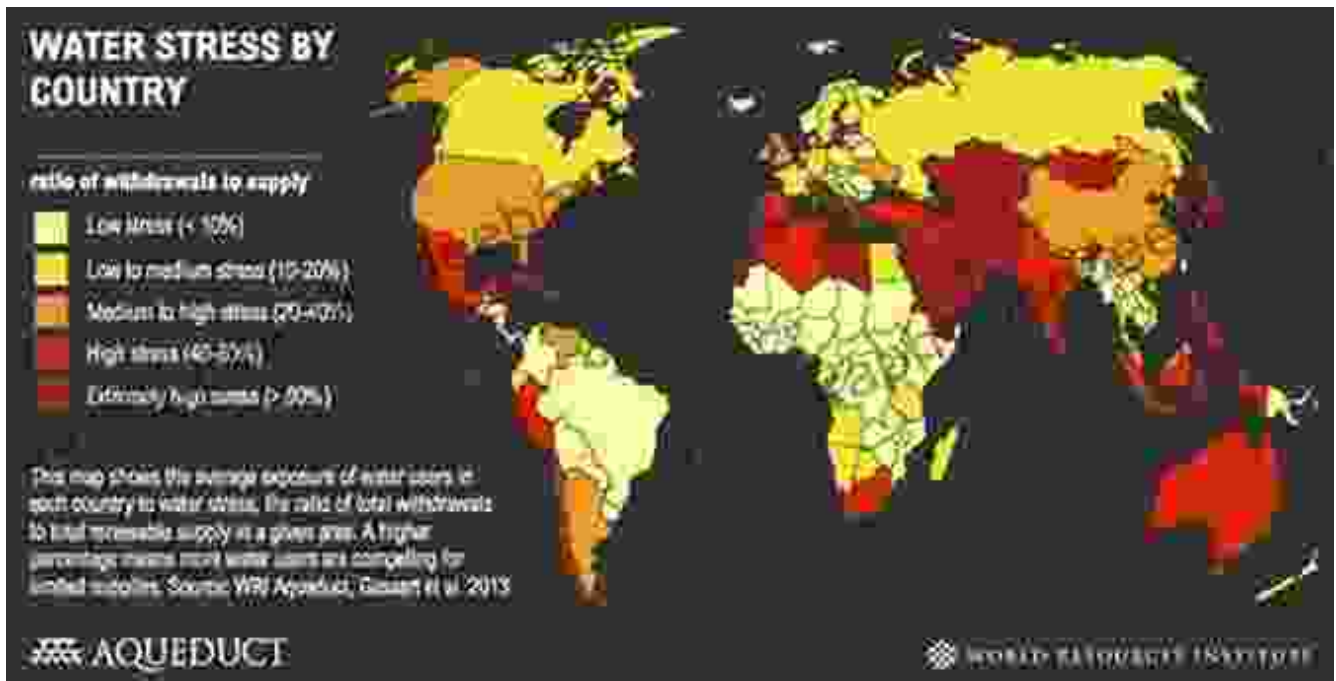 WATER STRESS BY
COUNTRY
ratio of withdrawals to supply
Low stress (< 10%)
Low to medium stress (10-20%)
Medium to high stress (20-40%)
High stress (40-80%)
Extremely high stress (> 80%)
This map shows the average exposure of water users in
each country to water stress, the ratio of total withdrawals
to total renewable supply in a given area. A higher
percentage means more water users are competing for
limited supplies. Source: WRI Aqueduct, et al. 2013
AQUEDUCT
WORLD RESOURCES INSTITUTE